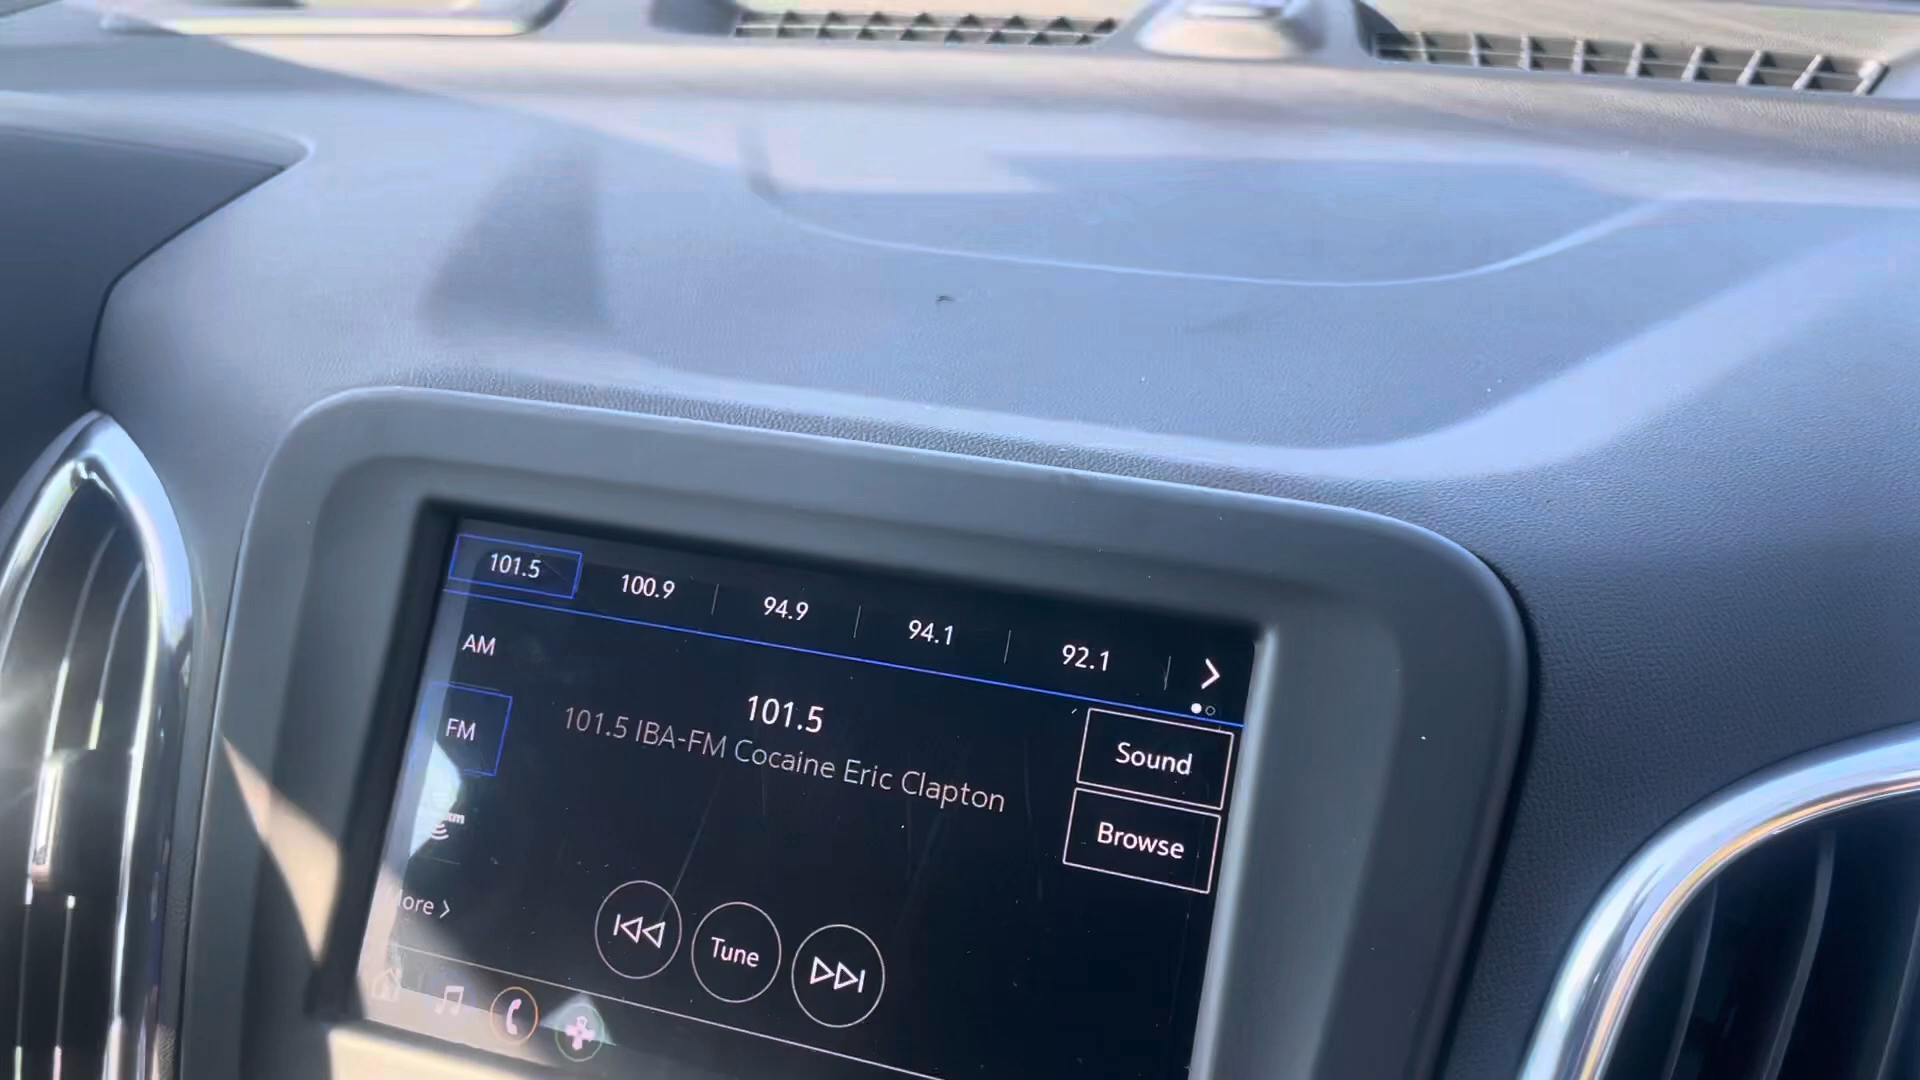 101.5 100.9 94.9 94.1 92.1
AM
101.5
FM
101.5 IBA-FM Cocaine Eric Clapton
Sound
Browse
Tune